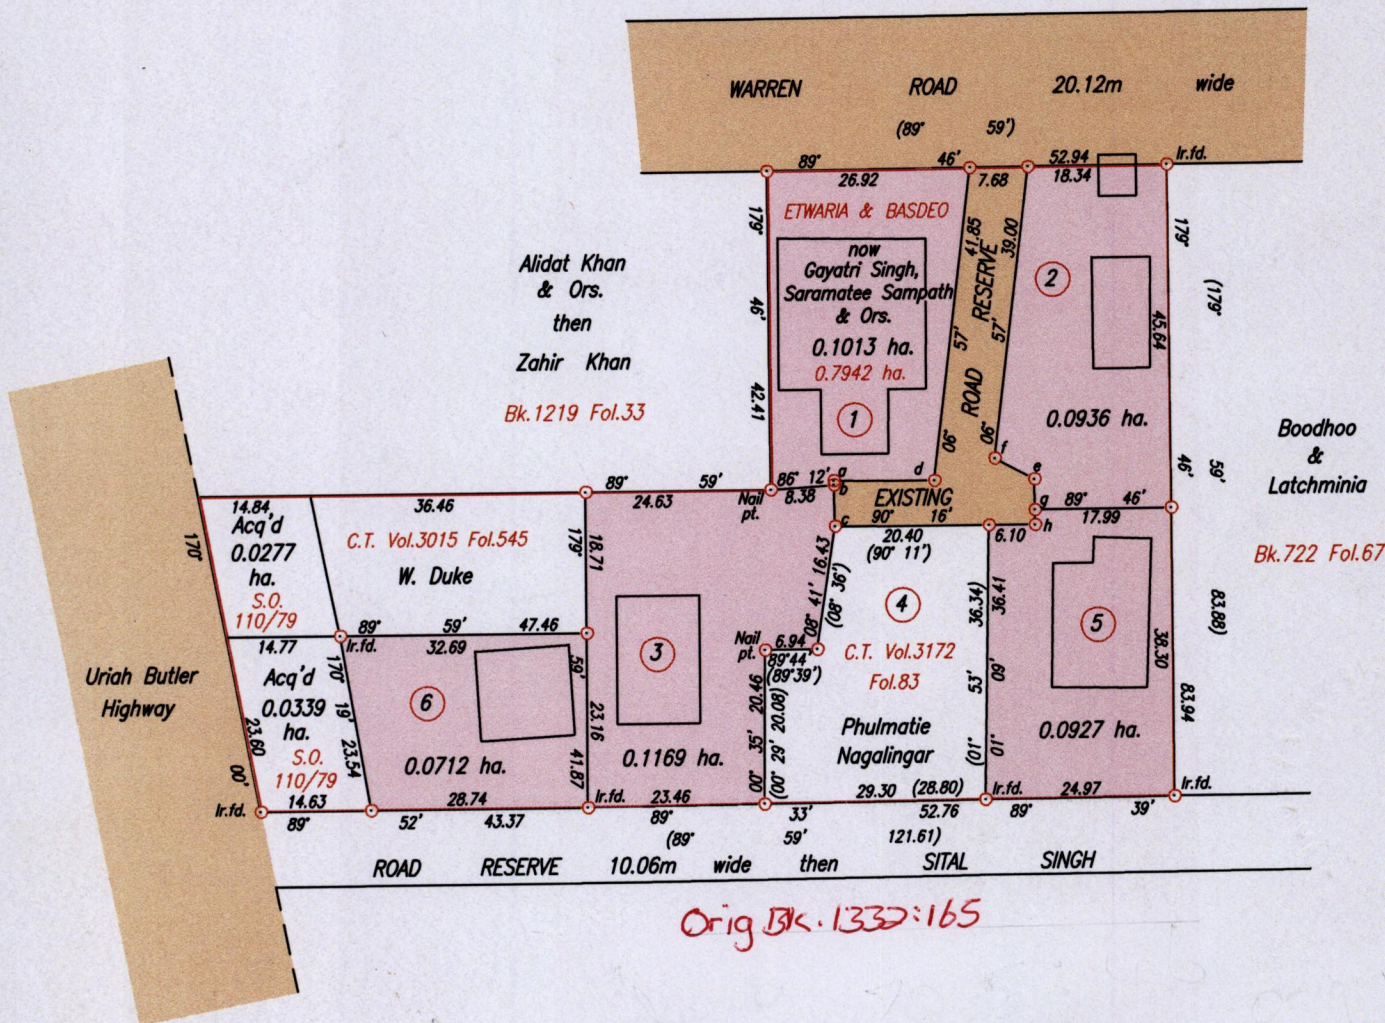 WARREN ROAD 20.12m wide
(89° 59')
89° 46' 52.94 Ir.fd.
26.92 7.68 18.34
ETWARIA & BASDEO
now
Gayatri Singh,
Saramatee Sampath
& Ors.
0.1013 ha.
0.7942 ha.
1
179° 46' 42.41
41.85
39.00
ROAD RESERVE
57' 57'
06° 06°
2
0.0936 ha.
45.64
179° 46' 83.94
(179° 59' 83.88)
Alidat Khan
& Ors.
then
Zahir Khan
Bk.1219 Fol.33
Boodhoo
&
Latchminia
Bk.722 Fol.67
86° 12' a
8.38 b
d
f
e
g 89° 46'
h 17.99
EXISTING
c 90° 16'
20.40 6.10
(90° 11')
Nail
pt.
89° 59'
24.63
14.84 36.46
Acq'd
0.0277
ha.
S.O.
110/79
C.T. Vol.3015 Fol.545
W. Duke
170° 00'
179° 59' 41.87
18.71
16.43
08° 41'
(08° 36')
4
C.T. Vol.3172
Fol.83
Phulmatie
Nagalingar
36.34)
36.41
53' 09'
(01° 01°
5
38.30
0.0927 ha.
89° 59' 47.46
14.77 Ir.fd. 32.69
Nail
pt.
6.94
89°44'
(89°39')
3
0.1169 ha.
23.16
00° 35' 20.46
(00° 29' 20.08)
Uriah Butler
Highway
23.60
Acq'd
0.0339
ha.
S.O.
110/79
170° 19' 23.54
6
0.0712 ha.
Ir.fd. 14.63 28.74 Ir.fd. 23.46 29.30 (28.80) Ir.fd. 24.97 Ir.fd.
89° 52' 43.37 89° 33' 52.76 89° 39'
(89° 59' 121.61)
ROAD RESERVE 10.06m wide then SITAL SINGH
Orig Bk. 1332:165